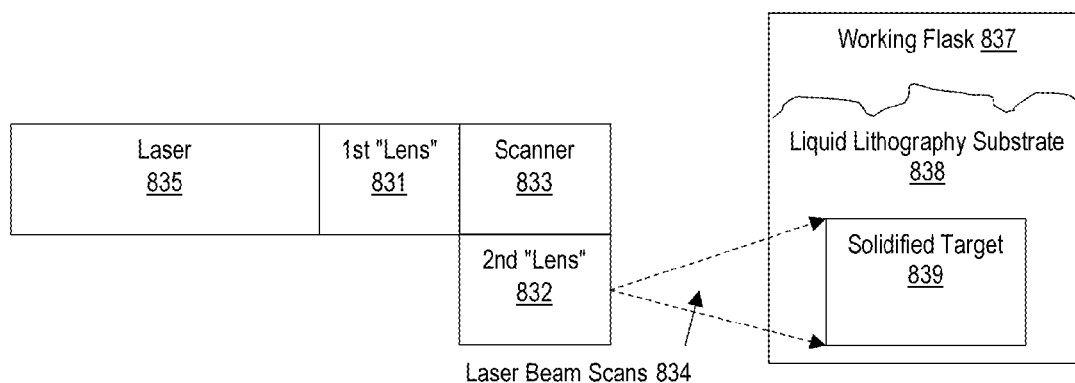 Working Flask 837
Laser
835
1st "Lens"
831
Scanner
833
Liquid Lithography Substrate
838
2nd "Lens"
832
Solidified Target
839
Laser Beam Scans 834